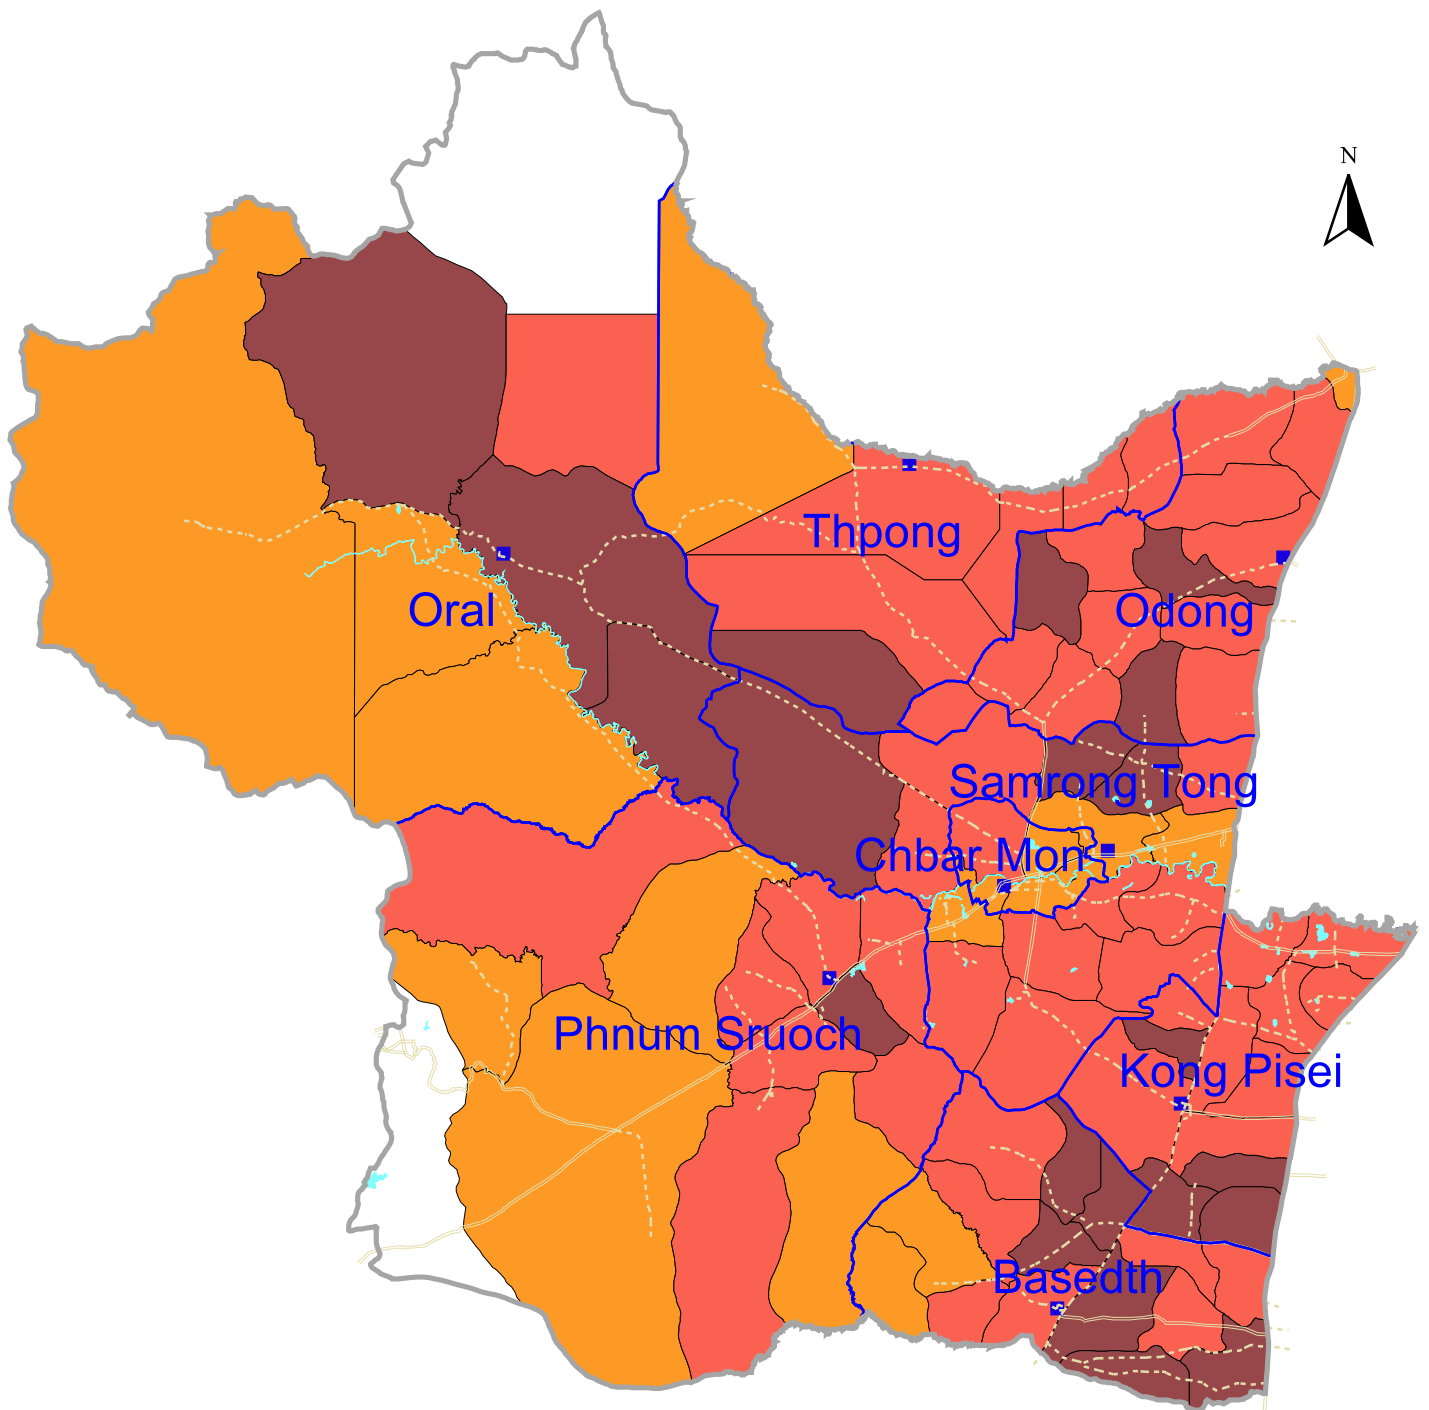 N
Thpong
Oral
Odong
Samrong Tong
Chbar Mon
Phnum Sruoch
Kong Pisei
Basedth